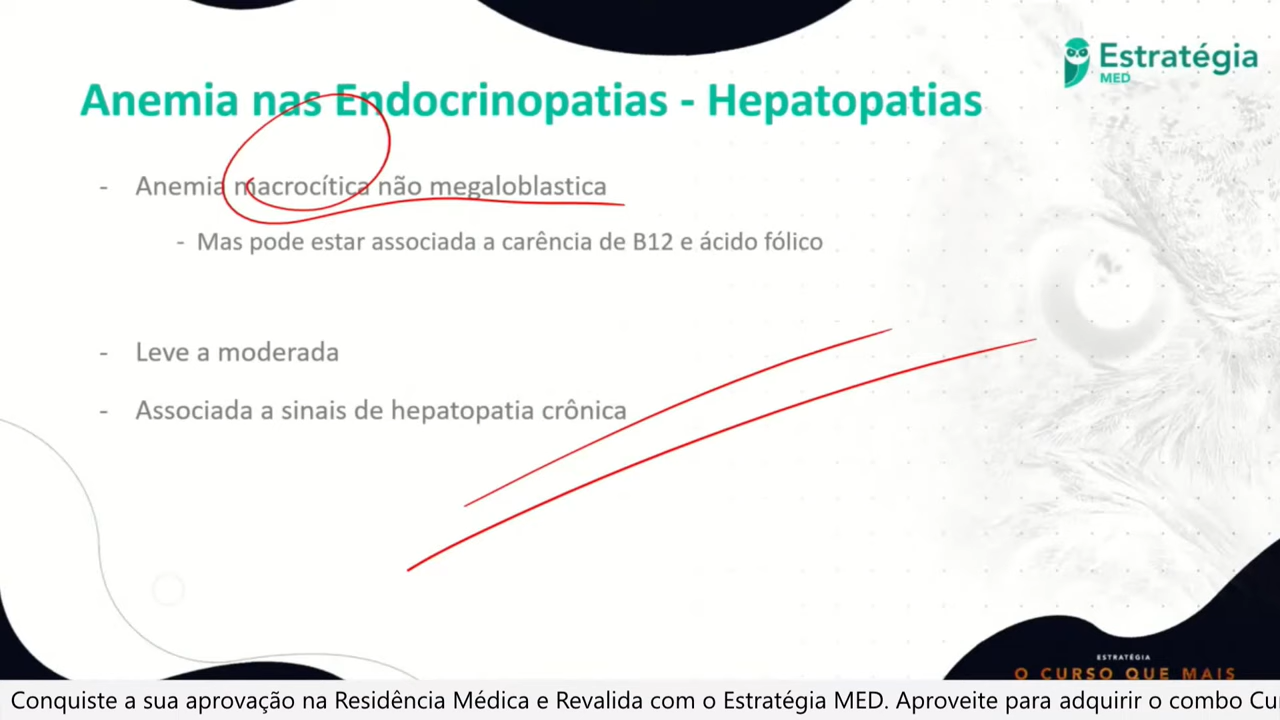 Estratégia
MED
Anemia nas Endocrinopatias - Hepatopatias
- Anemia macrocítica não megaloblastica
- Mas pode estar associada a carência de B12 e ácido fólico
- Leve a moderada
- Associada a sinais de hepatopatia crônica
ESTRATÉGIA
O CURSO QUE MAIS
Conquiste a sua aprovação na Residência Médica e Revalida com o Estratégia MED. Aproveite para adquirir o combo Cu